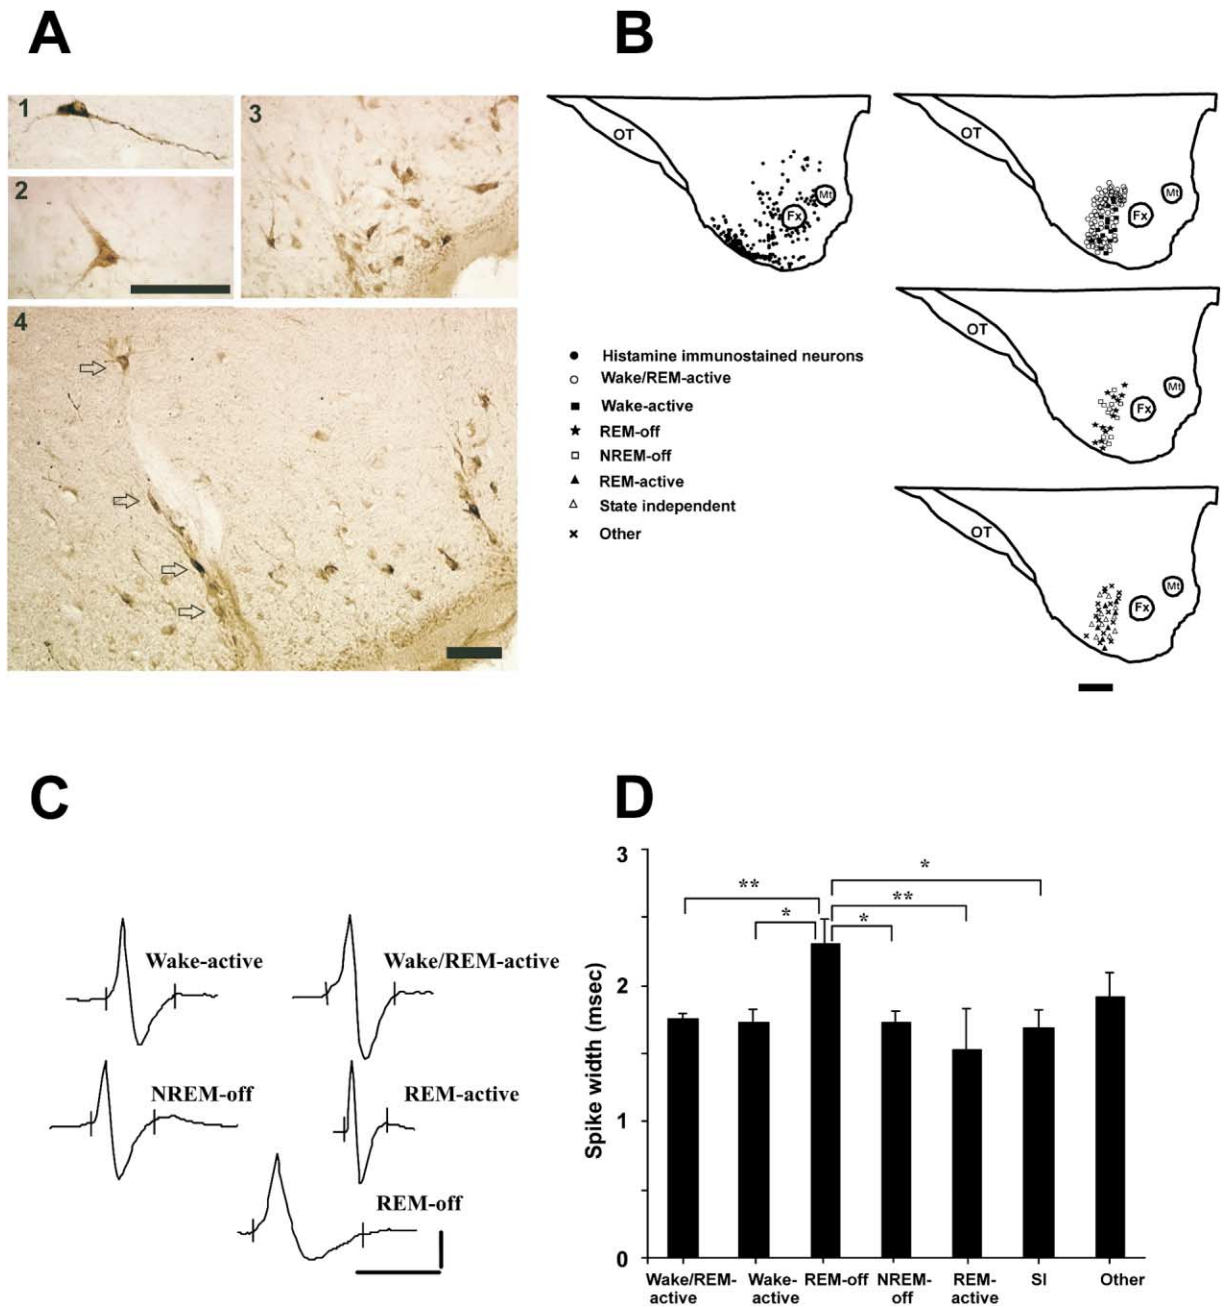 A
B
1
2
3
4
OT
Fx
Mt
OT
Fx
Mt
OT
Fx
Mt
OT
Fx
Mt
Histamine immunostained neurons
Wake/REM-active
Wake-active
REM-off
NREM-off
REM-active
State independent
Other
C
Wake-active
Wake/REM-active
NREM-off
REM-active
REM-off
D
Spike width (msec)
3
2
1
0
**
*
*
**
*
Wake/REM-
active
Wake-
active
REM-off
NREM-
off
REM-
active
SI
Other